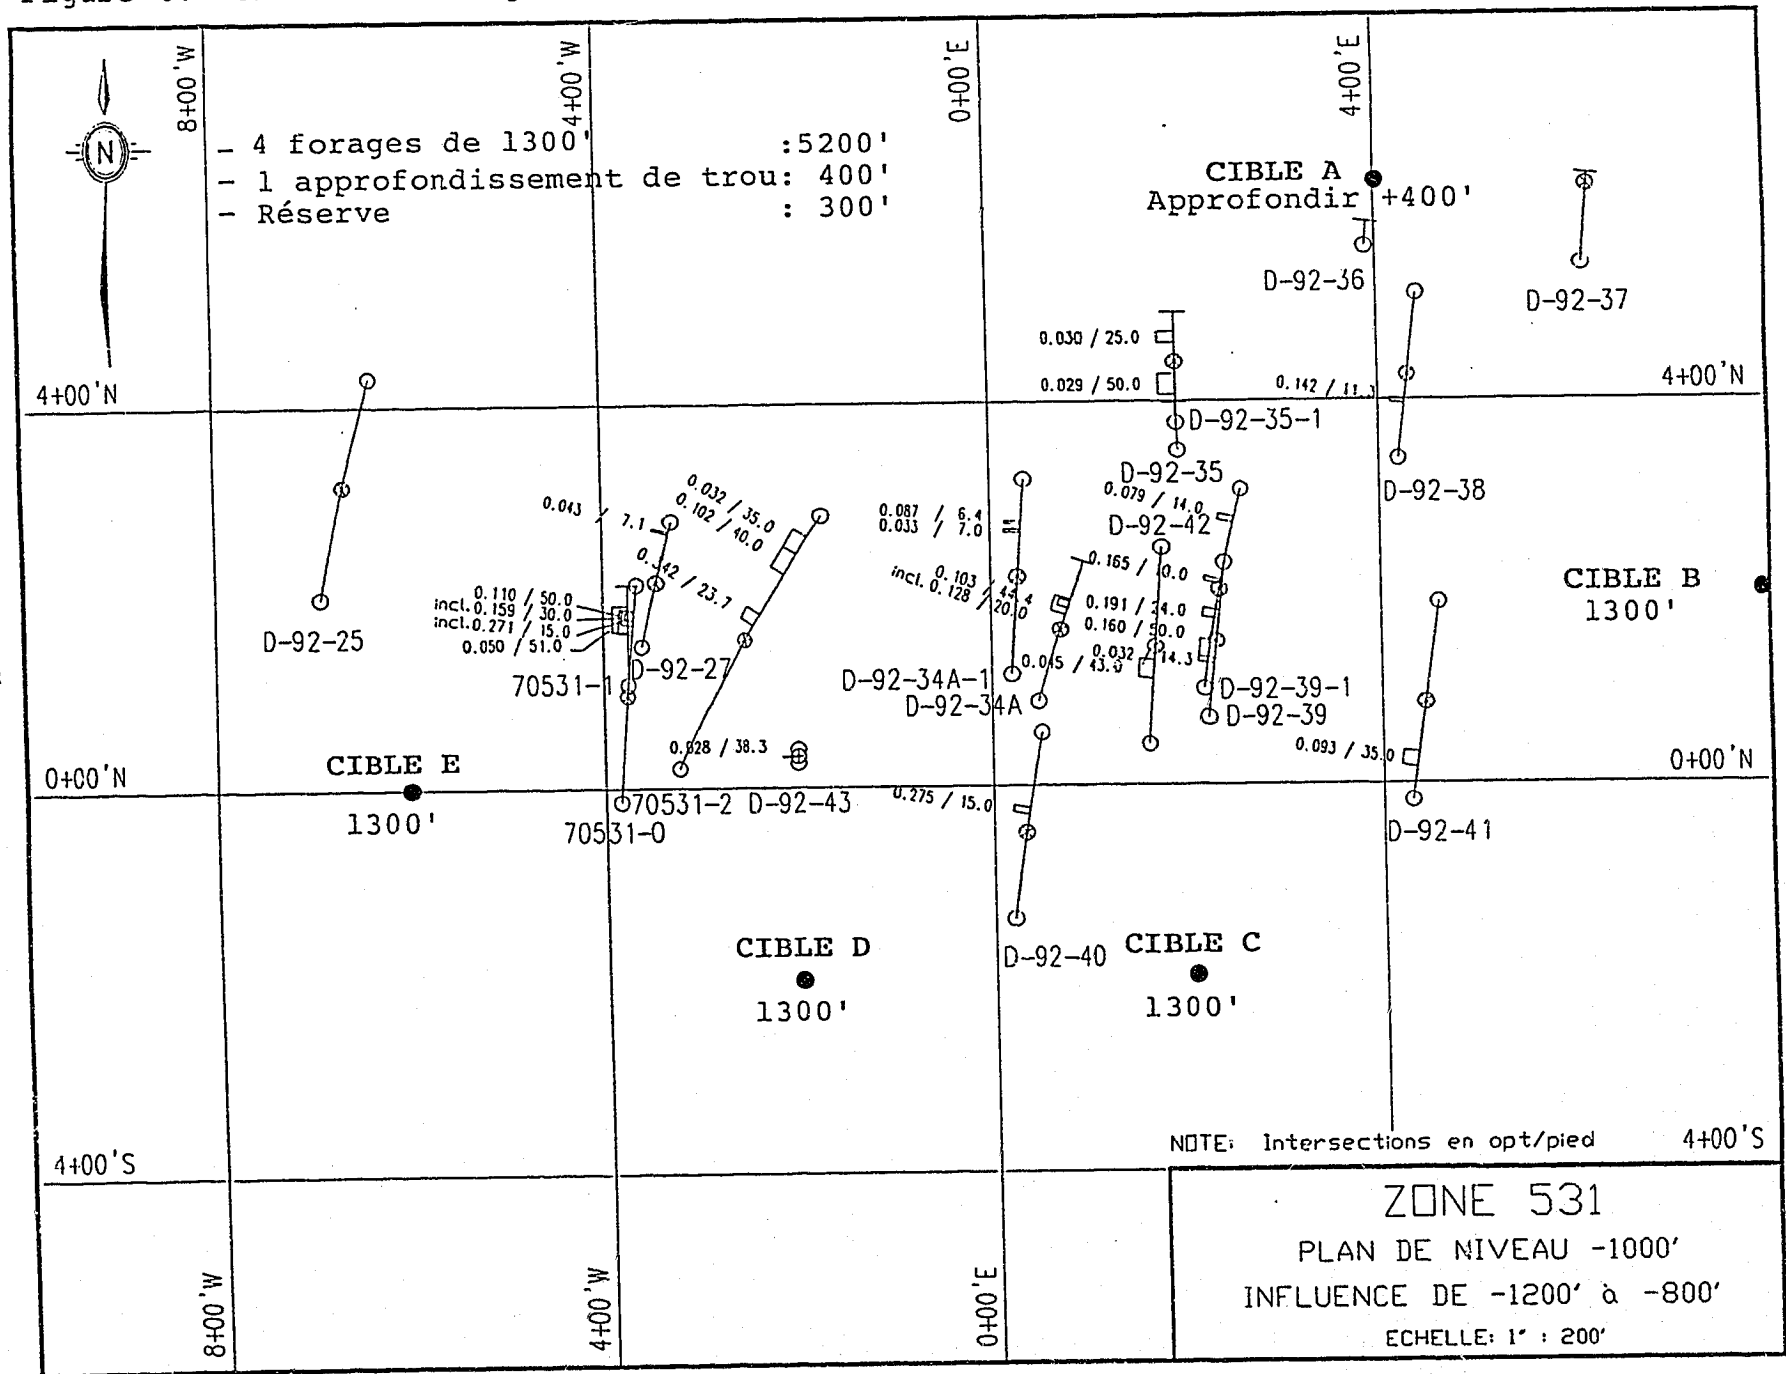 8+00'W
4+00'W
0+00'E
4+00'E
N
- 4 forages de 1300' :5200'
- 1 approfondissement de trou: 400'
- Réserve : 300'
CIBLE A
Approfondir +400'
D-92-36
D-92-37
0.030 / 25.0
0.029 / 50.0
0.142 / 11.3
4+00'N
4+00'N
D-92-35-1
D-92-35
D-92-38
0.079 / 14.0
D-92-42
0.032 / 35.0
0.102 / 40.0
0.043 / 7.1
/ 23.7
0.087 / 6.4
0.033 / 7.0
0.103 / 44.4
incl. 0.128 / 20.0
0.165 /
0.191 / 24.0
0.160 / 50.0
0.032 / 14.3
0.045 / 43.0
CIBLE B
1300'
0.110 / 50.0
incl.0.159 / 30.0
incl.0.271 / 15.0
0.050 / 51.0
D-92-25
D-92-27
70531-1
D-92-34A-1
D-92-34A
D-92-39-1
D-92-39
0.028 / 38.3
0.093 / 35.0
0+00'N
0+00'N
CIBLE E
1300'
70531-2
D-92-43
70531-0
0.275 / 15.0
D-92-41
CIBLE D
1300'
D-92-40
CIBLE C
1300'
NOTE: Intersections en opt/pied
4+00'S
4+00'S
ZONE 531
PLAN DE NIVEAU -1000'
INFLUENCE DE -1200' à -800'
ECHELLE: 1" : 200'
8+00'W
4+00'W
0+00'E